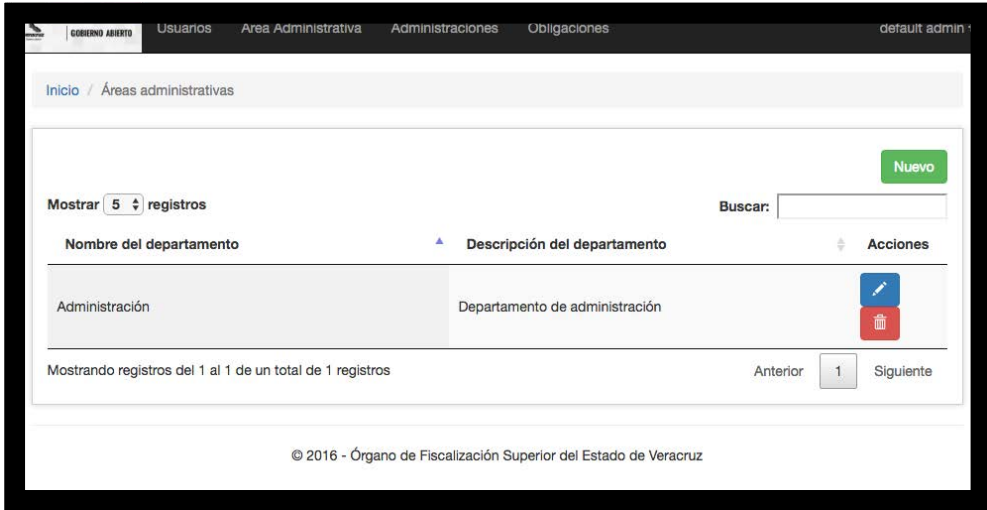 GOBIERNO ABIERTO Usuarios Área Administrativa Administraciones Obligaciones default admin
Inicio / Áreas administrativas
Nuevo
Mostrar 5 registros Buscar:
Nombre del departamento Descripción del departamento Acciones
Administración Departamento de administración
Mostrando registros del 1 al 1 de un total de 1 registros Anterior 1 Siguiente
© 2016 - Órgano de Fiscalización Superior del Estado de Veracruz